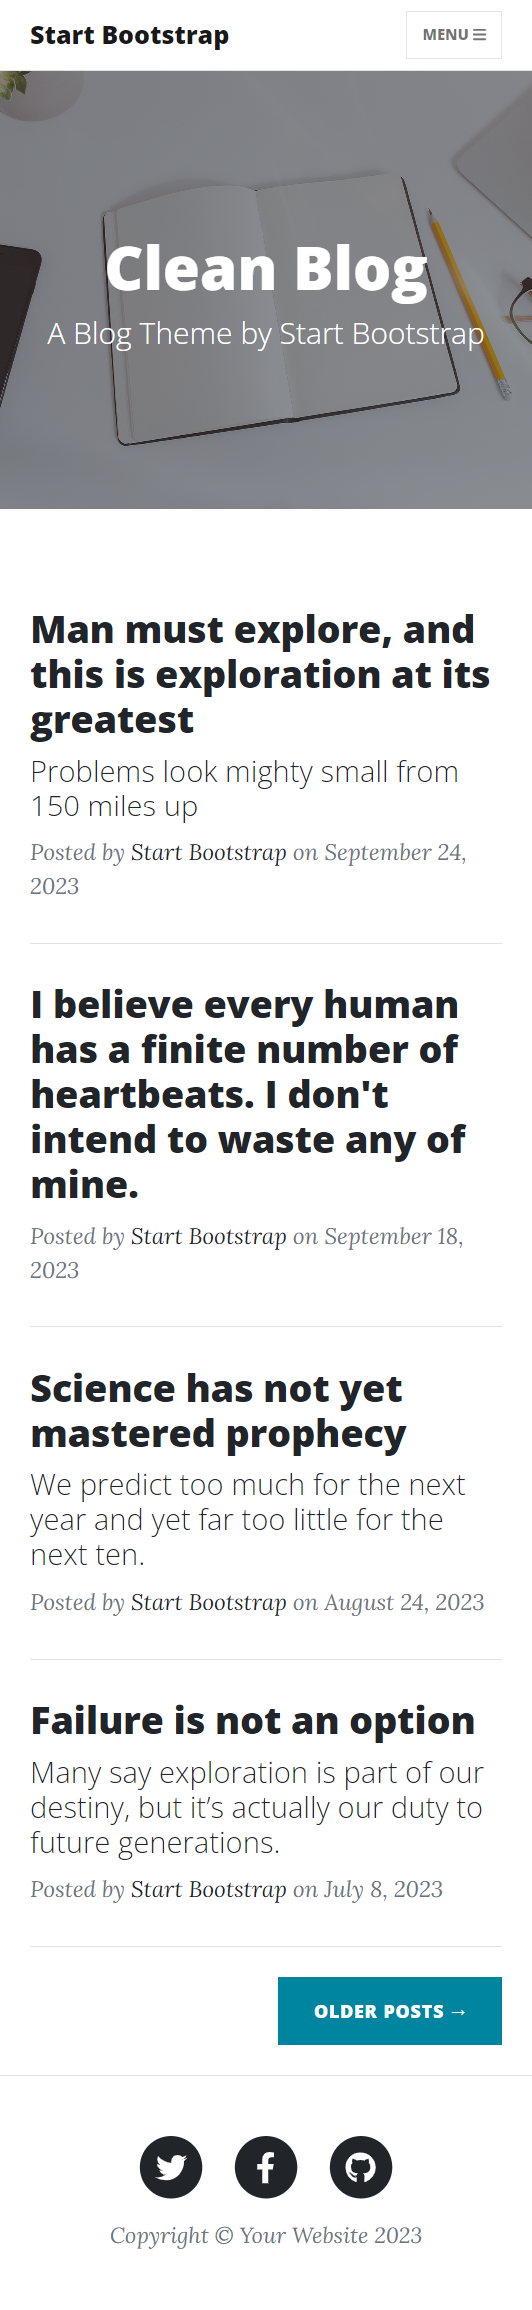 Start Bootstrap
MENU
Clean Blog
A Blog Theme by Start Bootstrap
Man must explore, and
this is exploration at its
greatest
Problems look mighty small from
150 miles up
Posted by Start Bootstrap on September 24,
2023
I believe every human
has a finite number of
heartbeats. I don't
intend to waste any of
mine.
Posted by Start Bootstrap on September 18,
2023
Science has not yet
mastered prophecy
We predict too much for the next
year and yet far too little for the
next ten.
Posted by Start Bootstrap on August 24, 2023
Failure is not an option
Many say exploration is part of our
destiny, but it’s actually our duty to
future generations.
Posted by Start Bootstrap on July 8, 2023
OLDER POSTS →
Copyright © Your Website 2023